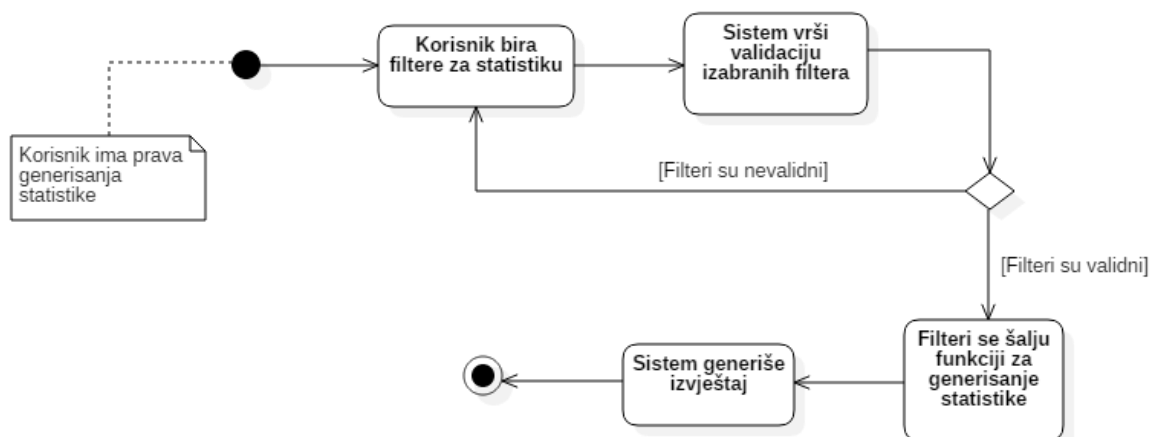 Korisnik bira
filtere za statistiku
Sistem vrši
validaciju
izabranih filtera
Korisnik ima prava
generisanja
statistike
[Filteri su nevalidni]
[Filteri su validni]
Filteri se šalju
funkciji za
generisanje
statistike
Sistem generiše
izvještaj